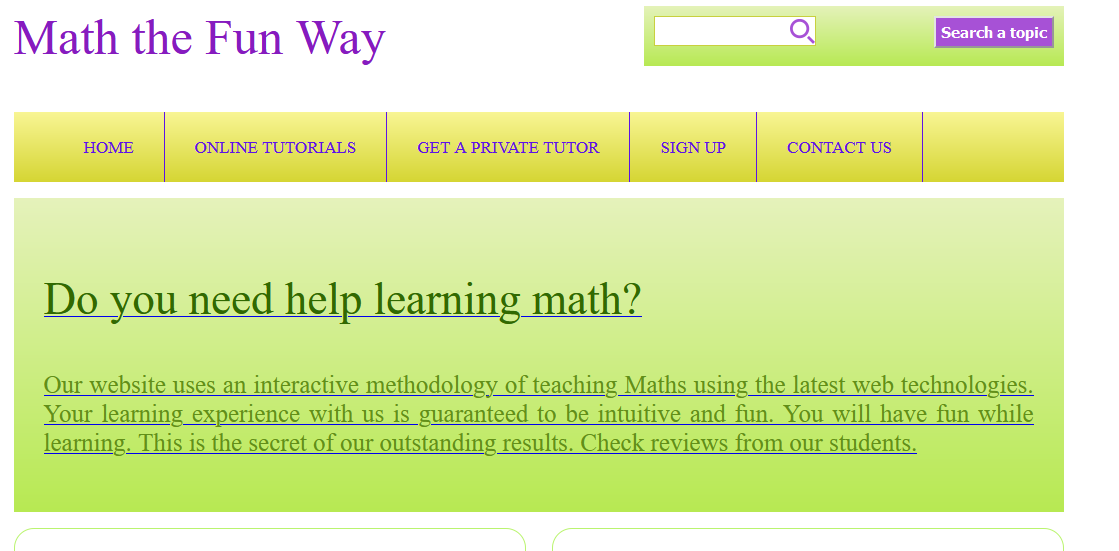 Math the Fun Way
Search a topic
HOME
ONLINE TUTORIALS
GET A PRIVATE TUTOR
SIGN UP
CONTACT US
Do you need help learning math?
Our website uses an interactive methodology of teaching Maths using the latest web technologies.
Your learning experience with us is guaranteed to be intuitive and fun. You will have fun while
learning. This is the secret of our outstanding results. Check reviews from our students.